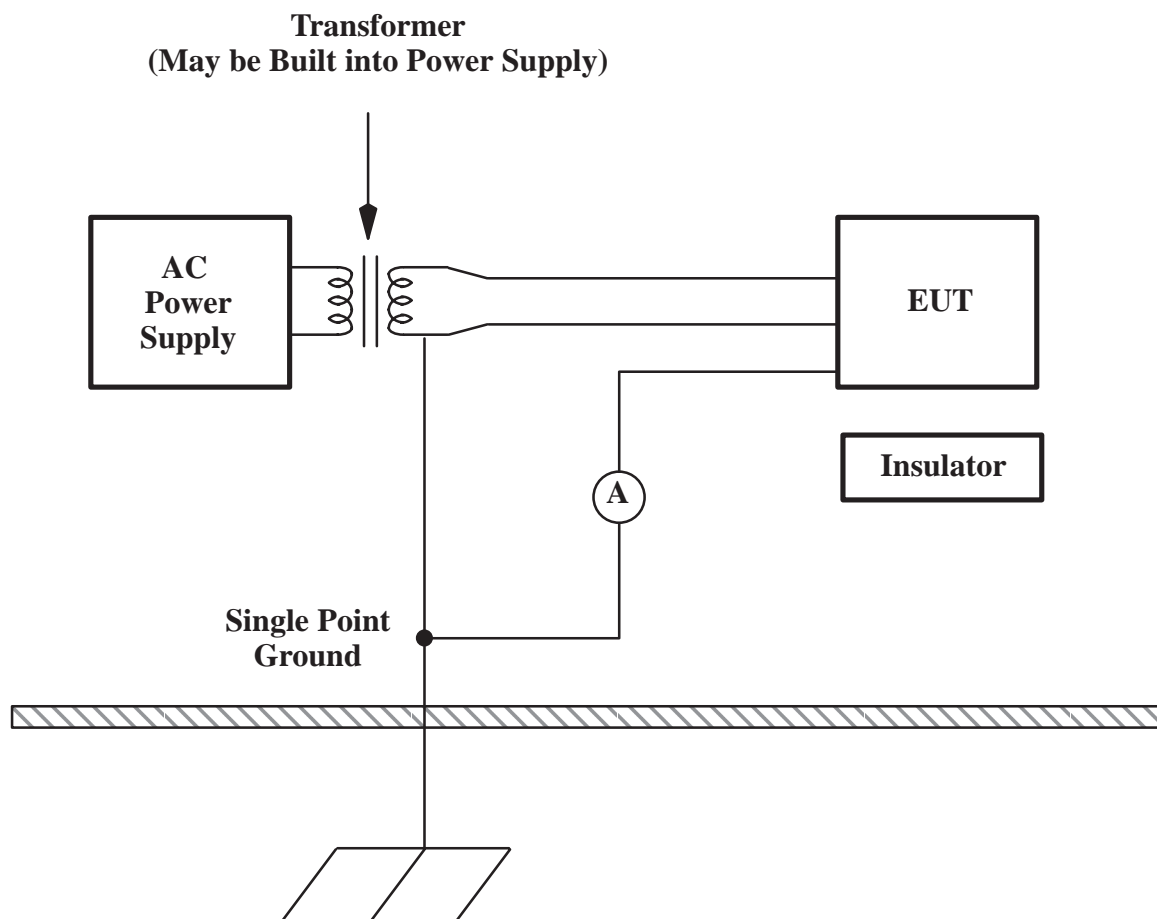 Transformer
(May be Built into Power Supply)
AC
Power
Supply
EUT
Insulator
A
Single Point
Ground